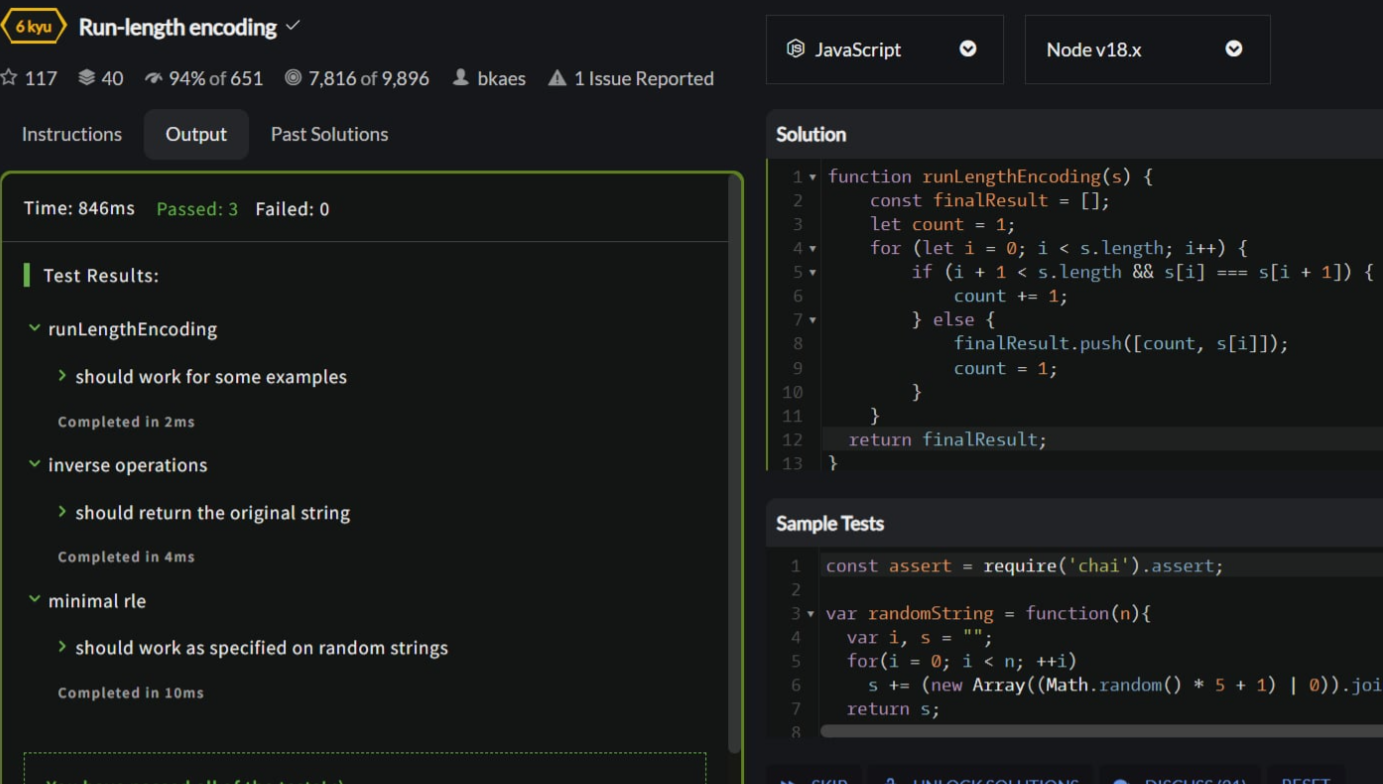 6 kyu Run-length encoding
117 40 94% of 651 7,816 of 9,896 bkaes 1 Issue Reported
Instructions Output Past Solutions
Time: 846ms Passed: 3 Failed: 0
Test Results:
runLengthEncoding
should work for some examples
Completed in 2ms
inverse operations
should return the original string
Completed in 4ms
minimal rle
should work as specified on random strings
Completed in 10ms
JavaScript Node v18.x
Solution
1 function runLengthEncoding(s) {
2 const finalResult = [];
3 let count = 1;
4 for (let i = 0; i < s.length; i++) {
5 if (i + 1 < s.length && s[i] === s[i + 1]) {
6 count += 1;
7 } else {
8 finalResult.push([count, s[i]]);
9 count = 1;
10 }
11 }
12 return finalResult;
13 }
Sample Tests
1 const assert = require('chai').assert;
2
3 var randomString = function(n){
4 var i, s = "";
5 for(i = 0; i < n; ++i)
6 s += (new Array((Math.random() * 5 + 1) | 0)).joi
7 return s;
8
SKIP UNLOCK SOLUTIONS DISCUSS RESET